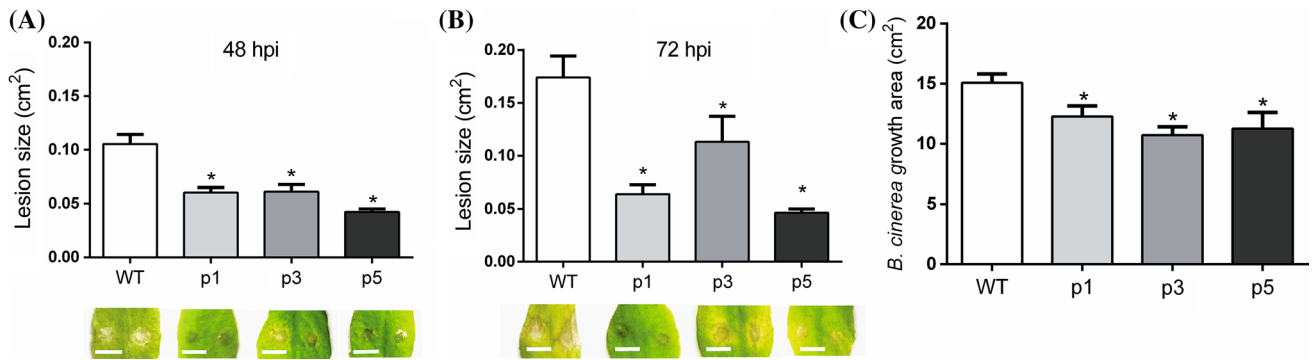 (A)
48 hpi
Lesion size (cm²)
0.20
0.15
0.10
0.05
0.00
*
*
*
WT p1 p3 p5
(B)
72 hpi
Lesion size (cm²)
0.20
0.15
0.10
0.05
0.00
*
*
*
WT p1 p3 p5
(C)
B. cinerea growth area (cm²)
20
15
10
5
0
*
*
*
WT p1 p3 p5